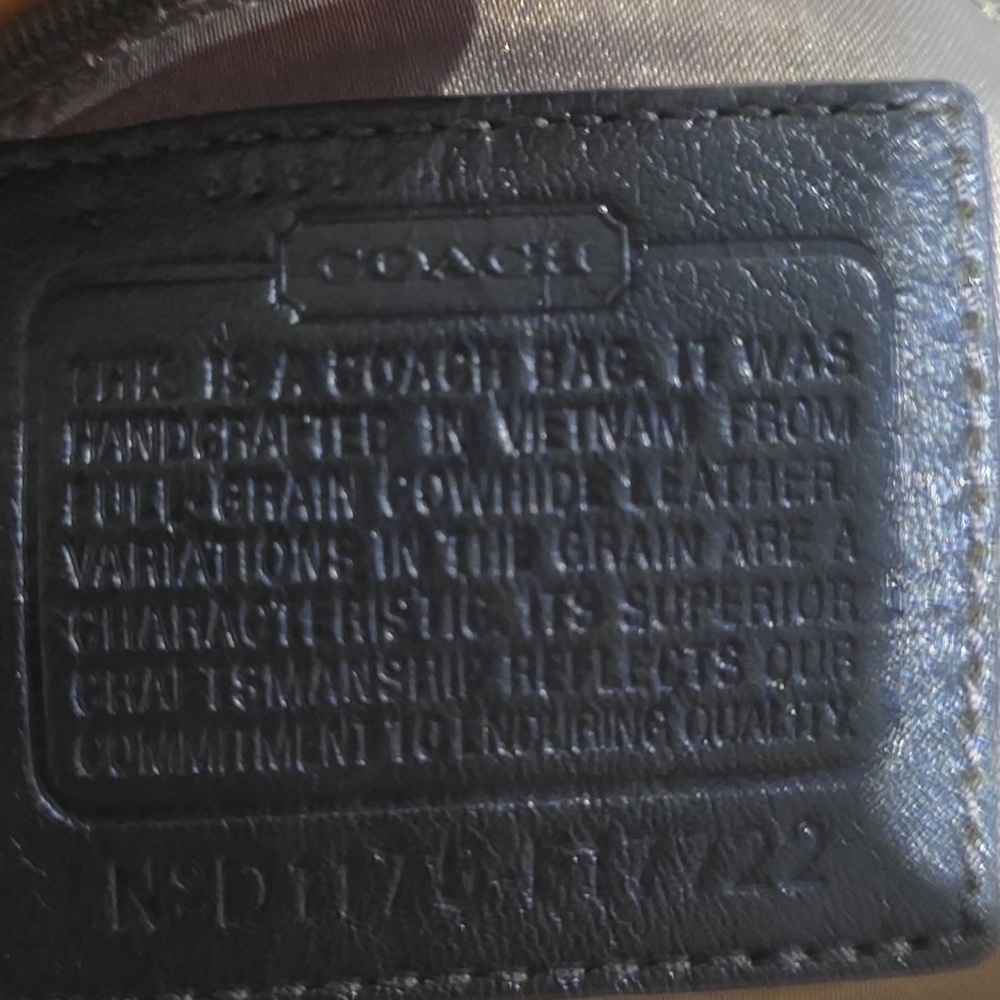 COACH
THIS IS A COACH BAG. IT WAS
HANDCRAFTED IN VIETNAM FROM
FULL GRAIN COWHIDE LEATHER.
VARIATIONS IN THE GRAIN ARE A
CHARACTERISTIC. ITS SUPERIOR
CRAFTSMANSHIP REFLECTS OUR
COMMITMENT TO ENDURING QUALITY.